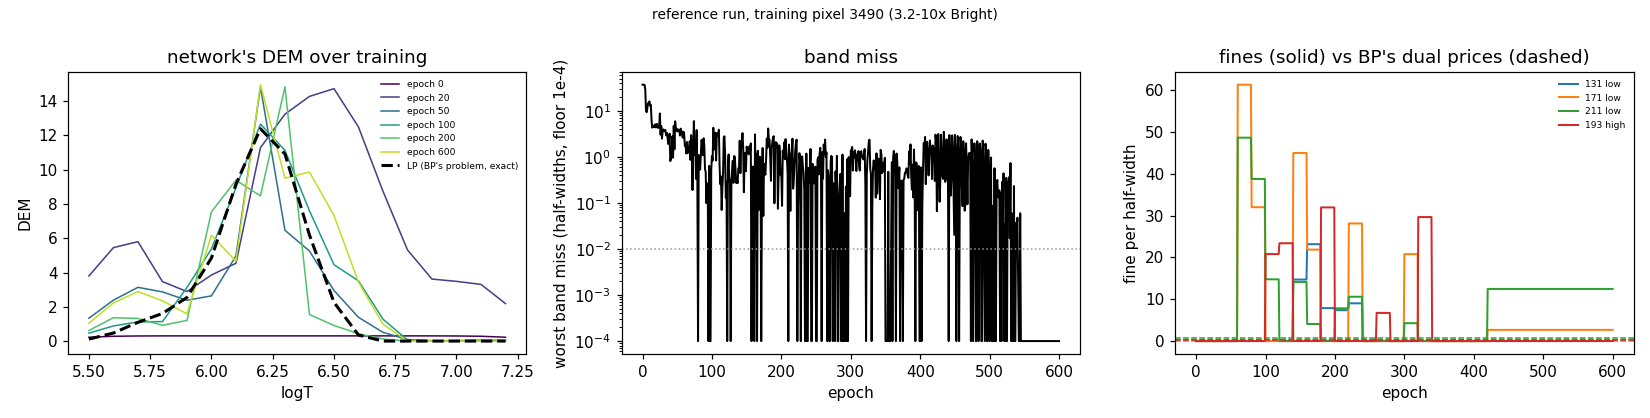 reference run, training pixel 3490 (3.2-10x Bright)
network's DEM over training
DEM
14
12
10
8
6
4
2
0
5.50
5.75
6.00
6.25
6.50
6.75
7.00
7.25
logT
epoch 0
epoch 20
epoch 50
epoch 100
epoch 200
epoch 600
LP (BP's problem, exact)
band miss
worst band miss (half-widths, floor 1e-4)
10¹
10⁰
10⁻¹
10⁻²
10⁻³
10⁻⁴
0
100
200
300
400
500
600
epoch
fines (solid) vs BP's dual prices (dashed)
fine per half-width
60
50
40
30
20
10
0
0
100
200
300
400
500
600
epoch
131 low
171 low
211 low
193 high